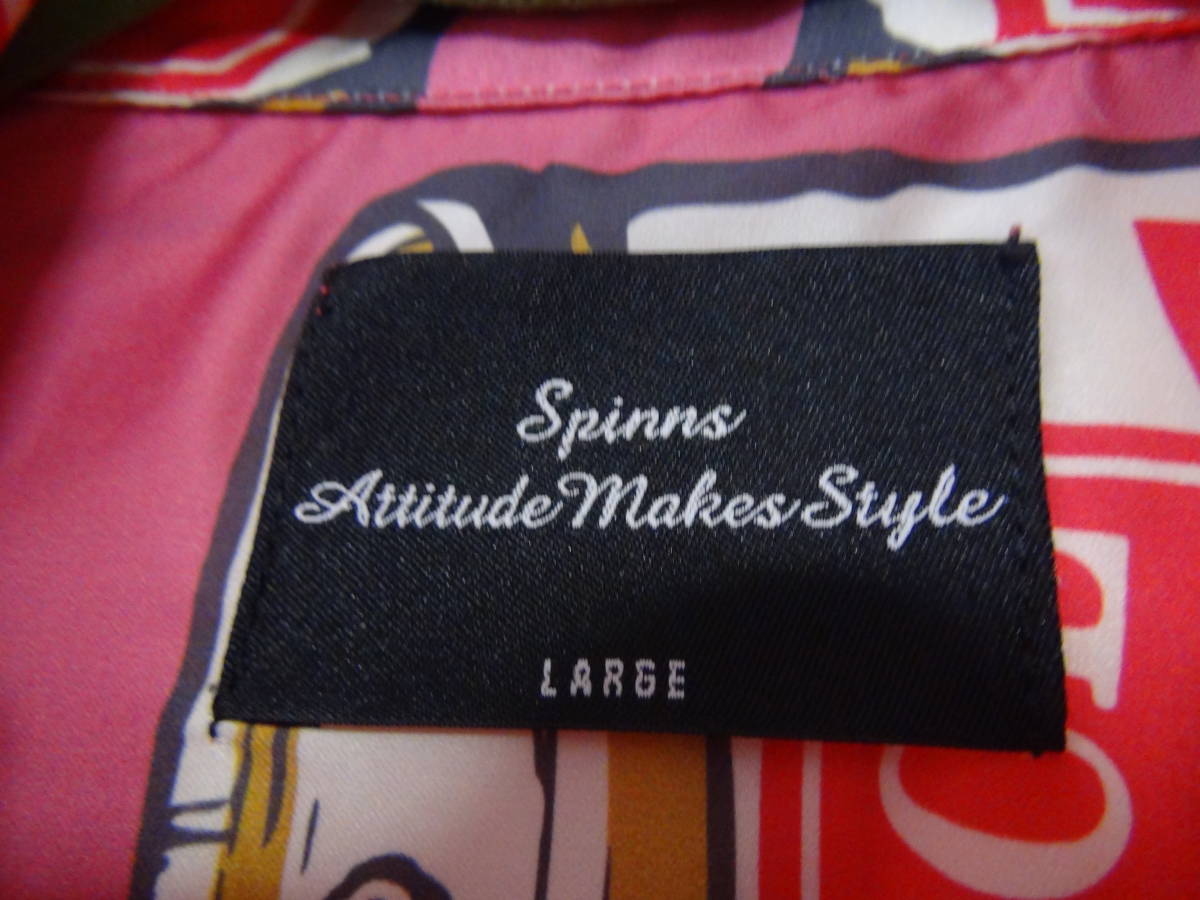 Spinns
Attitude Makes Style
LARGE